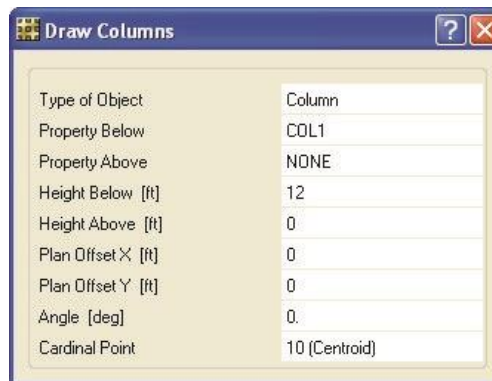 Draw Columns
Type of Object Column
Property Below COL1
Property Above NONE
Height Below [ft] 12
Height Above [ft] 0
Plan Offset X [ft] 0
Plan Offset Y [ft] 0
Angle [deg] 0.
Cardinal Point 10 (Centroid)